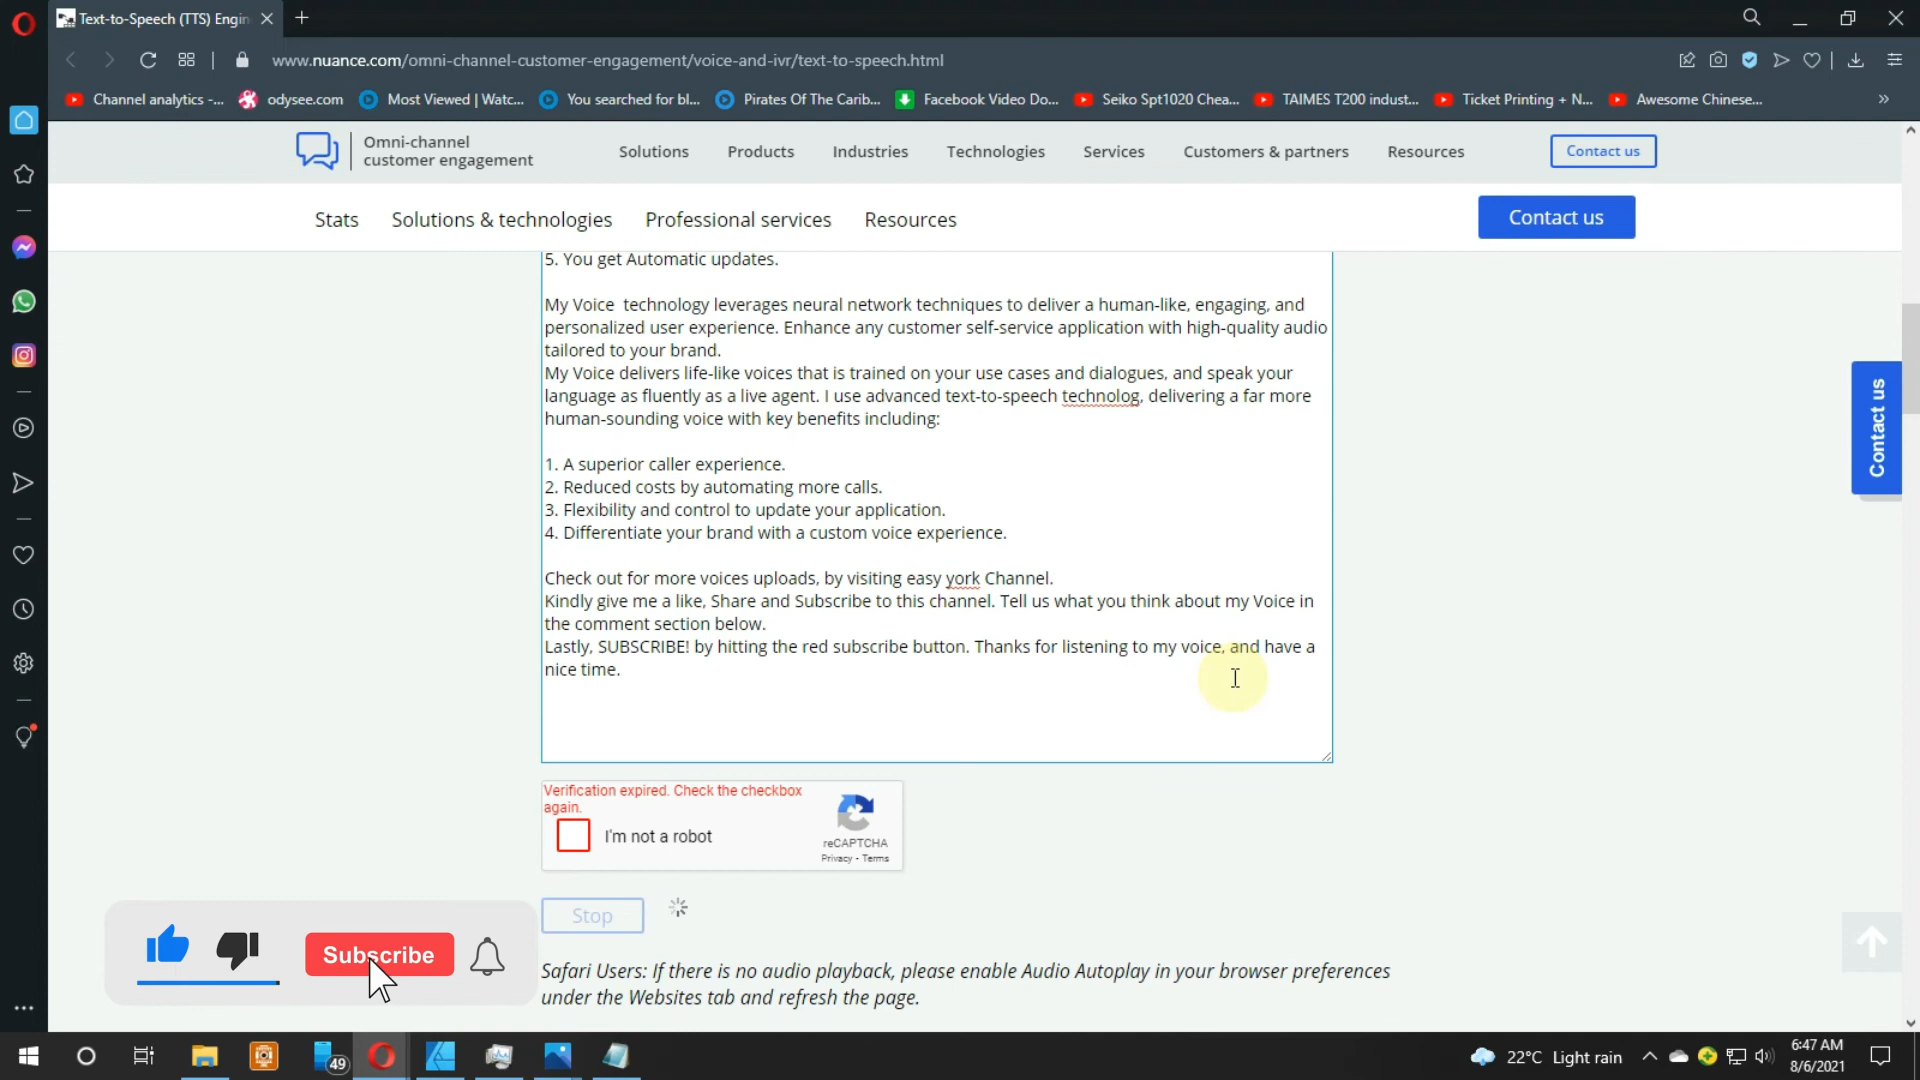 Text-to-Speech (TTS) Engin
www.nuance.com/omni-channel-customer-engagement/voice-and-ivr/text-to-speech.html
Channel analytics -...
odysee.com
Most Viewed | Watc...
You searched for bl...
Pirates Of The Carib...
Facebook Video Do...
Seiko Spt1020 Chea...
TAIMES T200 indust...
Ticket Printing + N...
Awesome Chinese...
Omni-channel
customer engagement
Solutions
Products
Industries
Technologies
Services
Customers & partners
Resources
Contact us
Stats
Solutions & technologies
Professional services
Resources
Contact us
5. You get Automatic updates.
My Voice  technology leverages neural network techniques to deliver a human-like, engaging, and
personalized user experience. Enhance any customer self-service application with high-quality audio
tailored to your brand.
My Voice delivers life-like voices that is trained on your use cases and dialogues, and speak your
language as fluently as a live agent. I use advanced text-to-speech technolog, delivering a far more
human-sounding voice with key benefits including:
1. A superior caller experience.
2. Reduced costs by automating more calls.
3. Flexibility and control to update your application.
4. Differentiate your brand with a custom voice experience.
Check out for more voices uploads, by visiting easy york Channel.
Kindly give me a like, Share and Subscribe to this channel. Tell us what you think about my Voice in
the comment section below.
Lastly, SUBSCRIBE! by hitting the red subscribe button. Thanks for listening to my voice, and have a
nice time.
Contact us
Verification expired. Check the checkbox
again.
I'm not a robot
reCAPTCHA
Privacy - Terms
Stop
Subscribe
Safari Users: If there is no audio playback, please enable Audio Autoplay in your browser preferences
under the Websites tab and refresh the page.
49
22°C Light rain
6:47 AM
8/6/2021